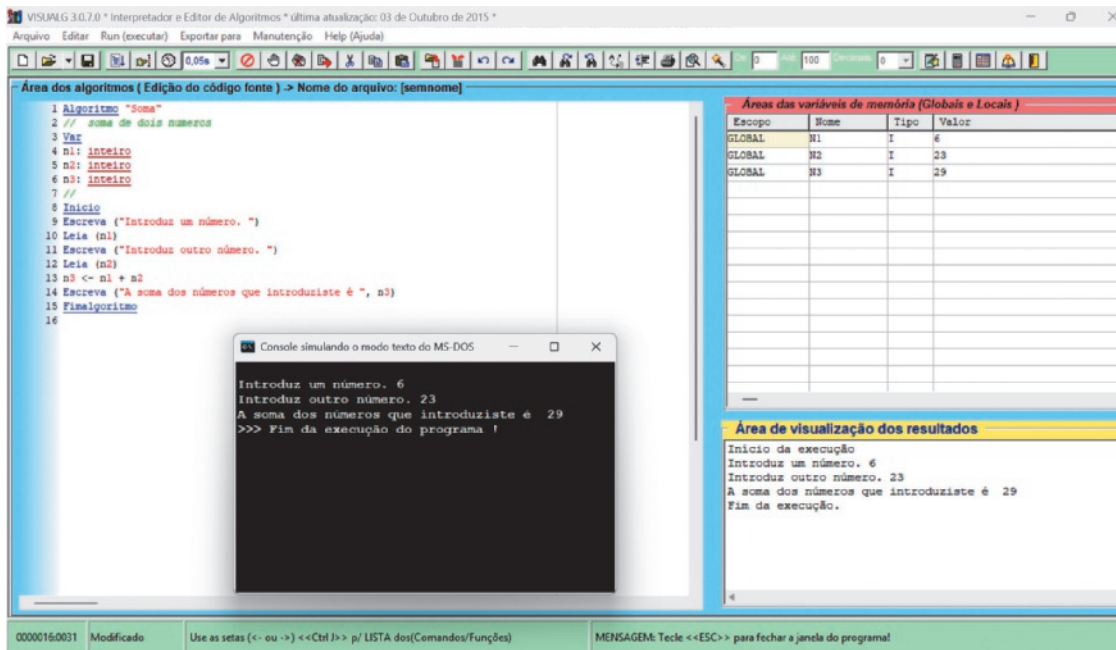 VISUALG 3.0.7.0 * Interpretador e Editor de Algoritmos * última atualização: 03 de Outubro de 2015 *
Arquivo Editar Run (executar) Exportar para Manutenção Help (Ajuda)
0,05s De 0 Até 100 Decimais 0
Área dos algoritmos ( Edição do código fonte ) -> Nome do arquivo: [semnome]
1 Algoritmo "Soma"
2 // soma de dois numeros
3 Var
4 n1: inteiro
5 n2: inteiro
6 n3: inteiro
7 //
8 Inicio
9 Escreva ("Introduz um número. ")
10 Leia (n1)
11 Escreva ("Introduz outro número. ")
12 Leia (n2)
13 n3 <- n1 + n2
14 Escreva ("A soma dos números que introduziste é ", n3)
15 Fimalgoritmo
16
Áreas das variáveis de memória (Globais e Locais )
Escopo Nome Tipo Valor
GLOBAL N1 I 6
GLOBAL N2 I 23
GLOBAL N3 I 29
Console simulando o modo texto do MS-DOS
Introduz um número. 6
Introduz outro número. 23
A soma dos números que introduziste é 29
>>> Fim da execução do programa !
Área de visualização dos resultados
Início da execução
Introduz um número. 6
Introduz outro número. 23
A soma dos números que introduziste é 29
Fim da execução.
0000016:0031 Modificado Use as setas (<- ou ->) <<Ctrl J>> p/ LISTA dos(Comandos/Funções) MENSAGEM: Tecle <<ESC>> para fechar a janela do programa!